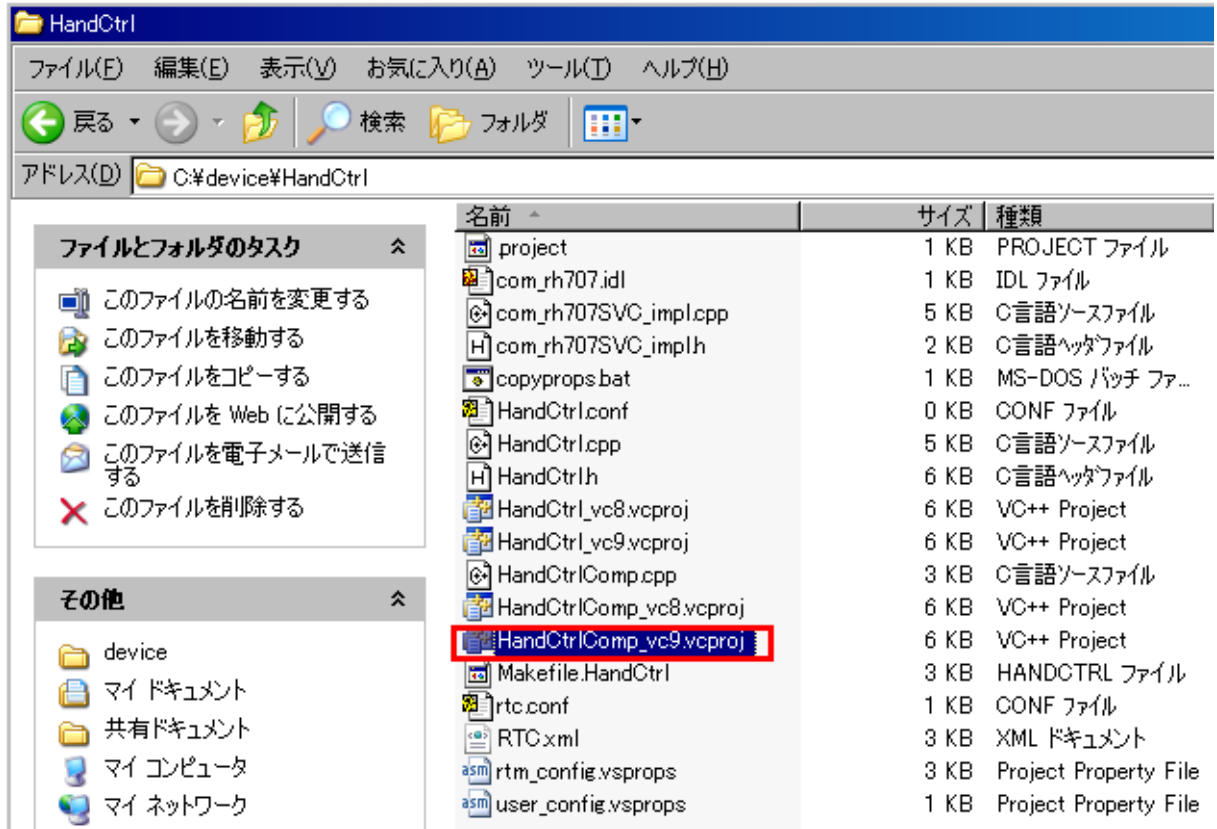 HandCtrl
ファイル(F) 編集(E) 表示(V) お気に入り(A) ツール(T) ヘルプ(H)
戻る 検索 フォルダ
アドレス(D) C:¥device¥HandCtrl
ファイルとフォルダのタスク
このファイルの名前を変更する
このファイルを移動する
このファイルをコピーする
このファイルを Web に公開する
このファイルを電子メールで送信
する
このファイルを削除する
その他
device
マイ ドキュメント
共有ドキュメント
マイ コンピュータ
マイ ネットワーク
名前 サイズ 種類
.project 1 KB PROJECT ファイル
com_rh707.idl 1 KB IDL ファイル
com_rh707SVC_impl.cpp 5 KB C言語ソースファイル
com_rh707SVC_impl.h 2 KB C言語ヘッダファイル
copyprops.bat 1 KB MS-DOS バッチ ファ...
HandCtrl.conf 0 KB CONF ファイル
HandCtrl.cpp 5 KB C言語ソースファイル
HandCtrl.h 6 KB C言語ヘッダファイル
HandCtrl_vc8.vcproj 6 KB VC++ Project
HandCtrl_vc9.vcproj 6 KB VC++ Project
HandCtrlComp.cpp 3 KB C言語ソースファイル
HandCtrlComp_vc8.vcproj 6 KB VC++ Project
HandCtrlComp_vc9.vcproj 6 KB VC++ Project
Makefile.HandCtrl 3 KB HANDCTRL ファイル
rtc.conf 1 KB CONF ファイル
RTC.xml 3 KB XML ドキュメント
asm rtm_config.vsprops 3 KB Project Property File
asm user_config.vsprops 1 KB Project Property File